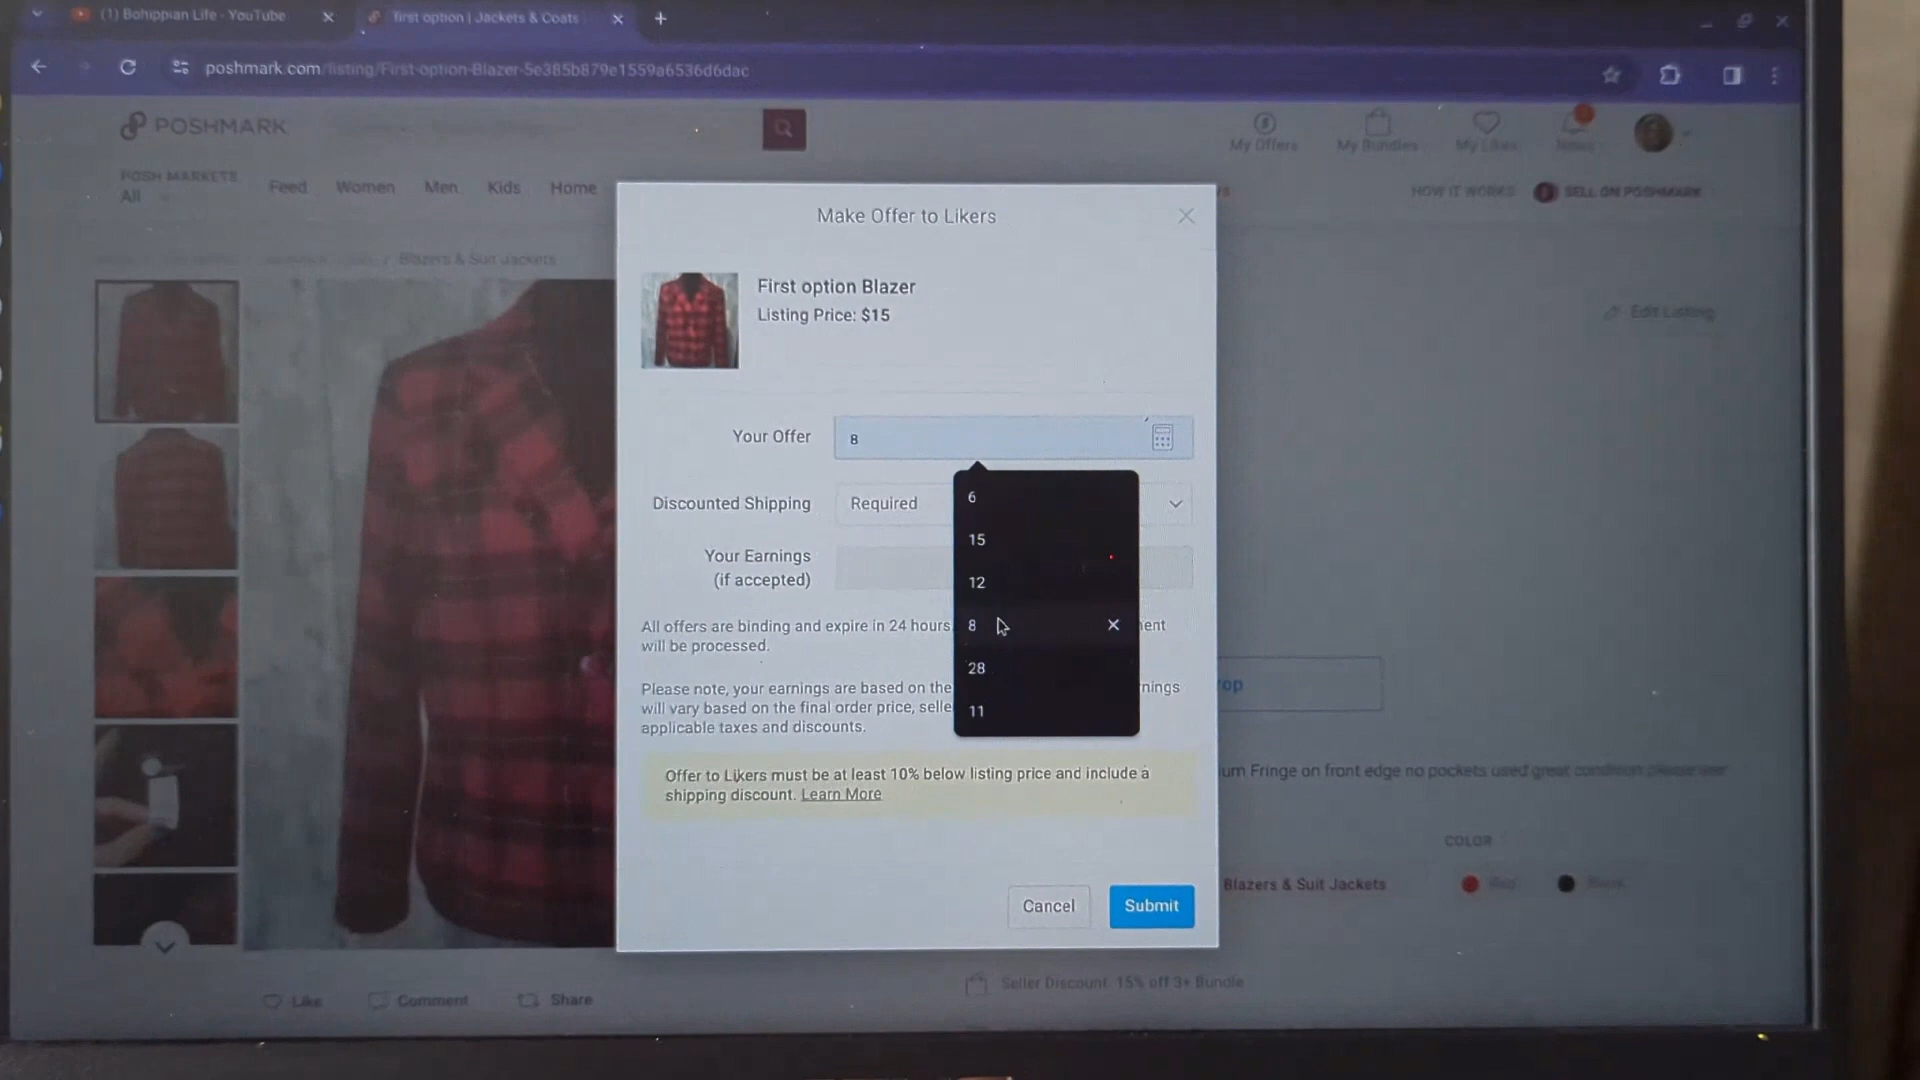 (1) Bohippian Life - YouTube
first option | Jackets & Coats
poshmark.com/listing/First-option-Blazer-5e385b879e1559a6536d6dac
POSHMARK
My Offers
My Bundles
My Likes
News
POSH MARKETS
All
Feed
Women
Men
Kids
Home
HOW IT WORKS
SELL ON POSHMARK
Blazers & Suit Jackets
Edit Listing
Make Offer to Likers
First option Blazer
Listing Price: $15
Your Offer
8
Discounted Shipping
Required
Your Earnings
(if accepted)
6
15
12
8
28
11
All offers are binding and expire in 24 hours
will be processed.
Please note, your earnings are based on the
will vary based on the final order price,
applicable taxes and discounts.
Offer to Likers must be at least 10% below listing price and include a
shipping discount. Learn More
Cancel
Submit
Fringe on front edge no pockets used great condition please
COLOR
Blazers & Suit Jackets
Red
Seller Discount: 15% off 3+ Bundle
Like
Comment
Share